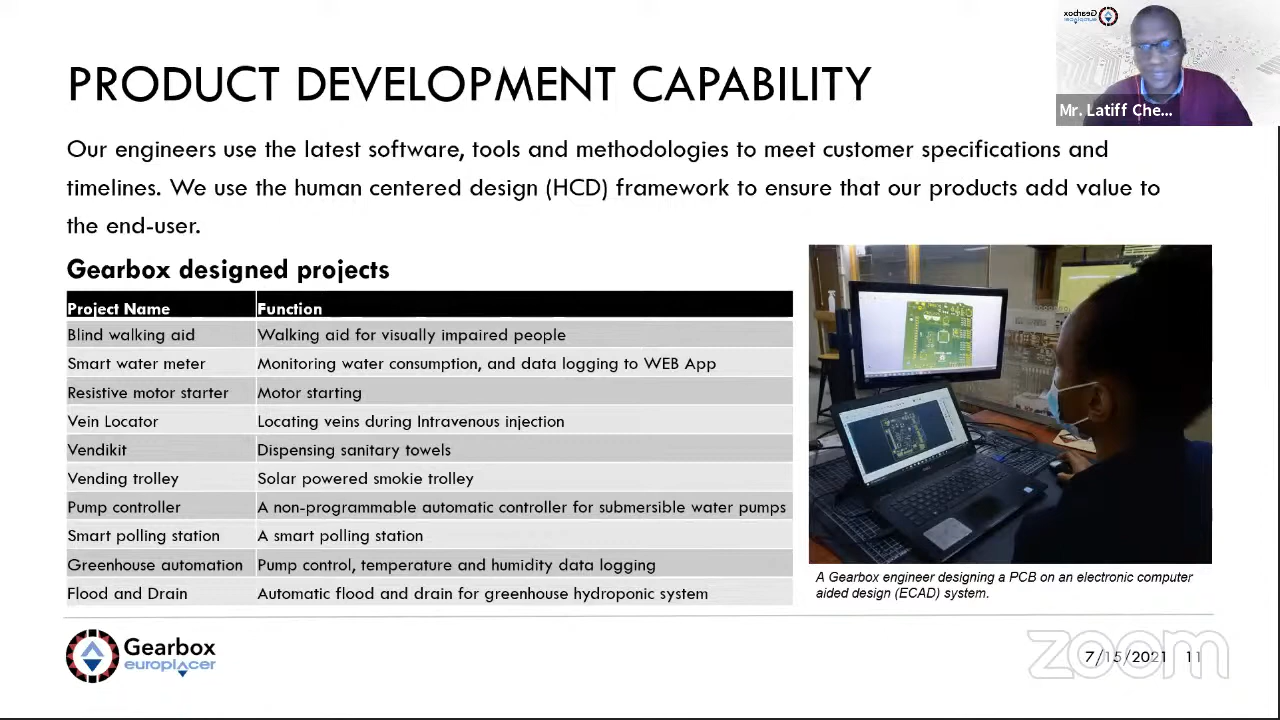 PRODUCT DEVELOPMENT CAPABILITY
Gearbox
europlacer
Mr. Latiff Che...
Our engineers use the latest software, tools and methodologies to meet customer specifications and
timelines. We use the human centered design (HCD) framework to ensure that our products add value to
the end-user.
Gearbox designed projects
Project Name Function
Blind walking aid Walking aid for visually impaired people
Smart water meter Monitoring water consumption, and data logging to WEB App
Resistive motor starter Motor starting
Vein Locator Locating veins during Intravenous injection
Vendikit Dispensing sanitary towels
Vending trolley Solar powered smokie trolley
Pump controller A non-programmable automatic controller for submersible water pumps
Smart polling station A smart polling station
Greenhouse automation Pump control, temperature and humidity data logging
Flood and Drain Automatic flood and drain for greenhouse hydroponic system
A Gearbox engineer designing a PCB on an electronic computer
aided design (ECAD) system.
Gearbox
europlacer
zoom
7/15/2021 11